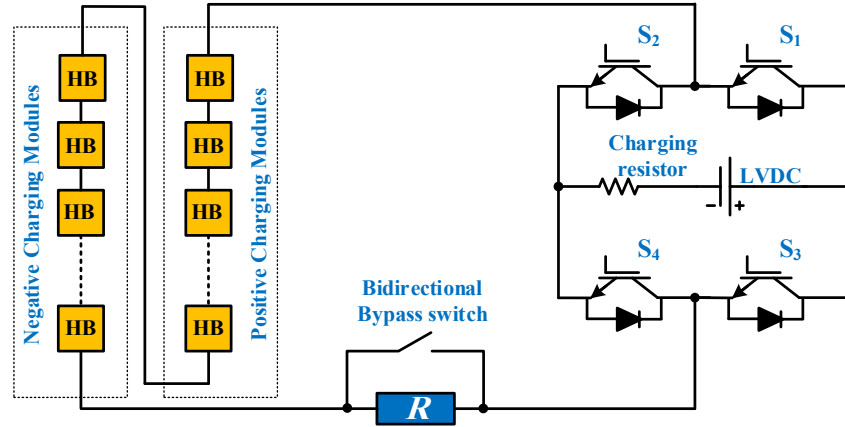 Negative Charging Modules
HB
HB
HB
HB
Positive Charging Modules
HB
HB
HB
HB
S2
S1
Charging
resistor
LVDC
- +
S4
S3
Bidirectional
Bypass switch
R